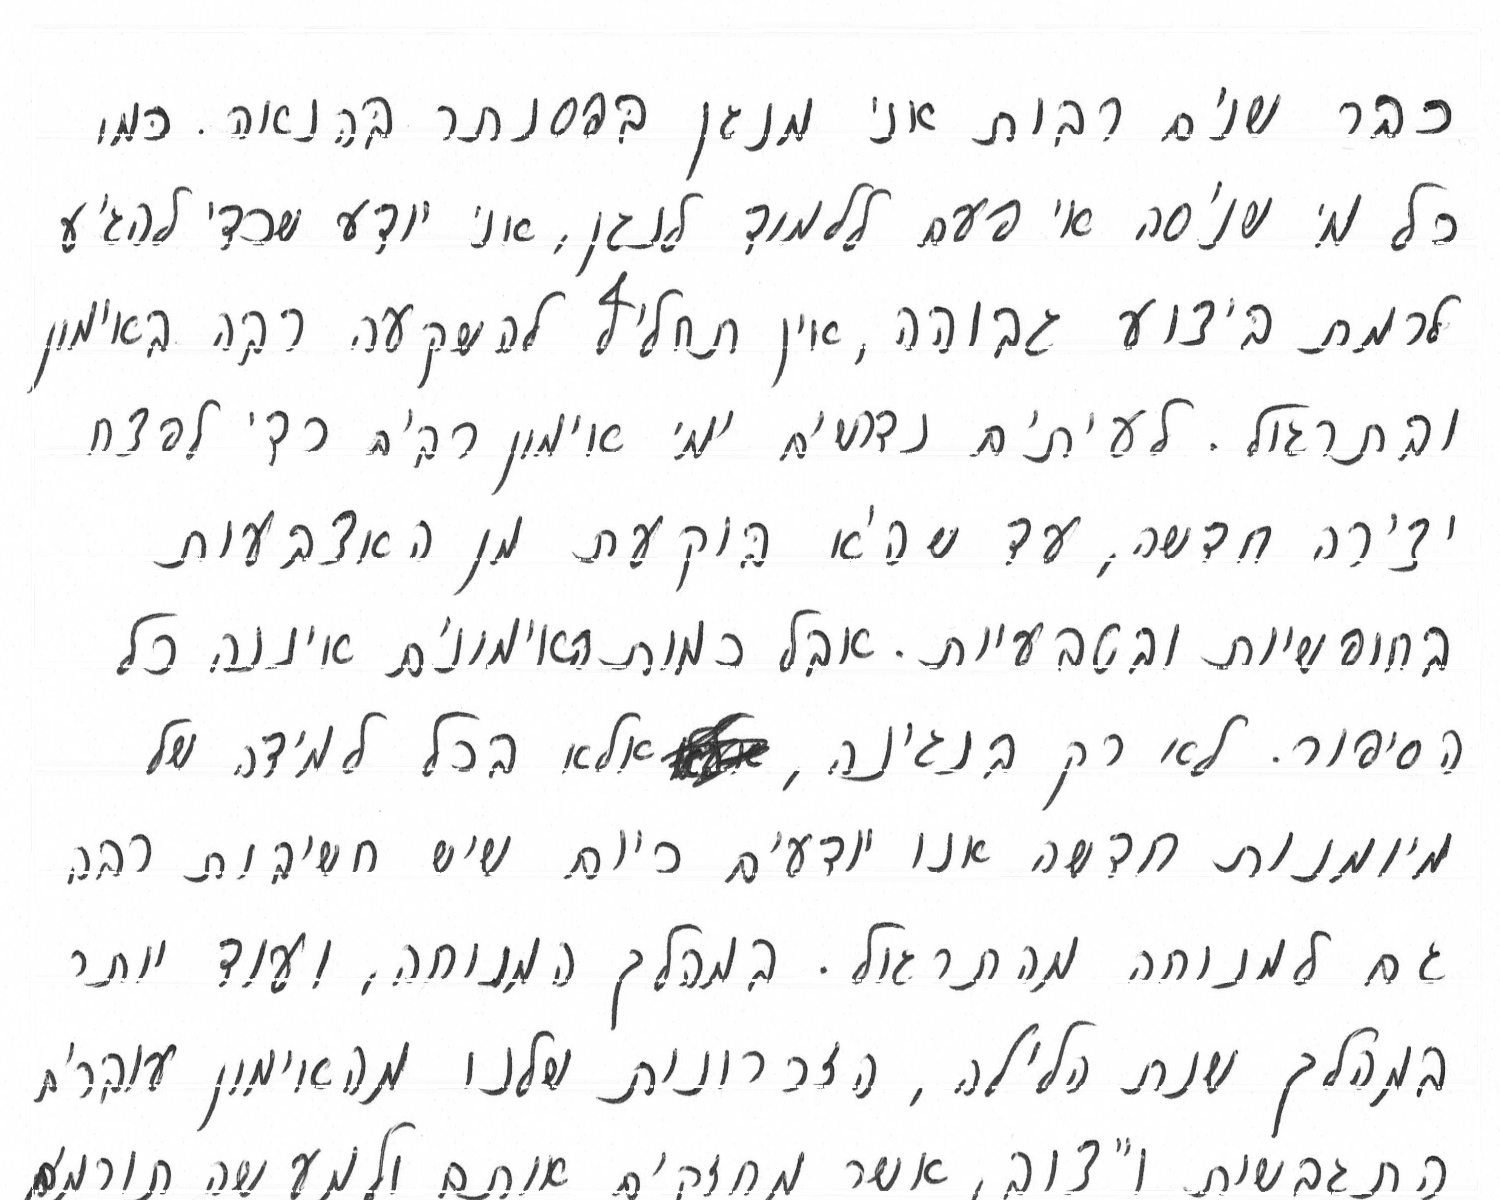 כבר שנים רבות אני מנגן בפסנתר בהנאה. כמו
כל מי שניסה אי פעם ללמוד לנגן, אני יודע שכדי להגיע
לרמת ביצוע גבוהה, אין תחליף להשקעה רבה באימון
ובתרגול. לעיתים נדרשים ימי אימון רבים כדי לפצח
יצירה חדשה, עד שהיא בוקעת מן האצבעות
בחופשיות ובטבעיות. אבל כמות האימונים איננה כל
הסיפור. לא רק בנגינה, אלא בכל למידה של
מיומנות חדשה אנו יודעים כיום שיש חשיבות רבה
גם למנוחה מהתרגול. במהלך המנוחה, ועוד יותר
במהלך שנת הלילה, הזכרונות שלנו מהאימון עוברים
התגבשות וייצוב, אשר מחזקים אותם ולמעשה תורמים